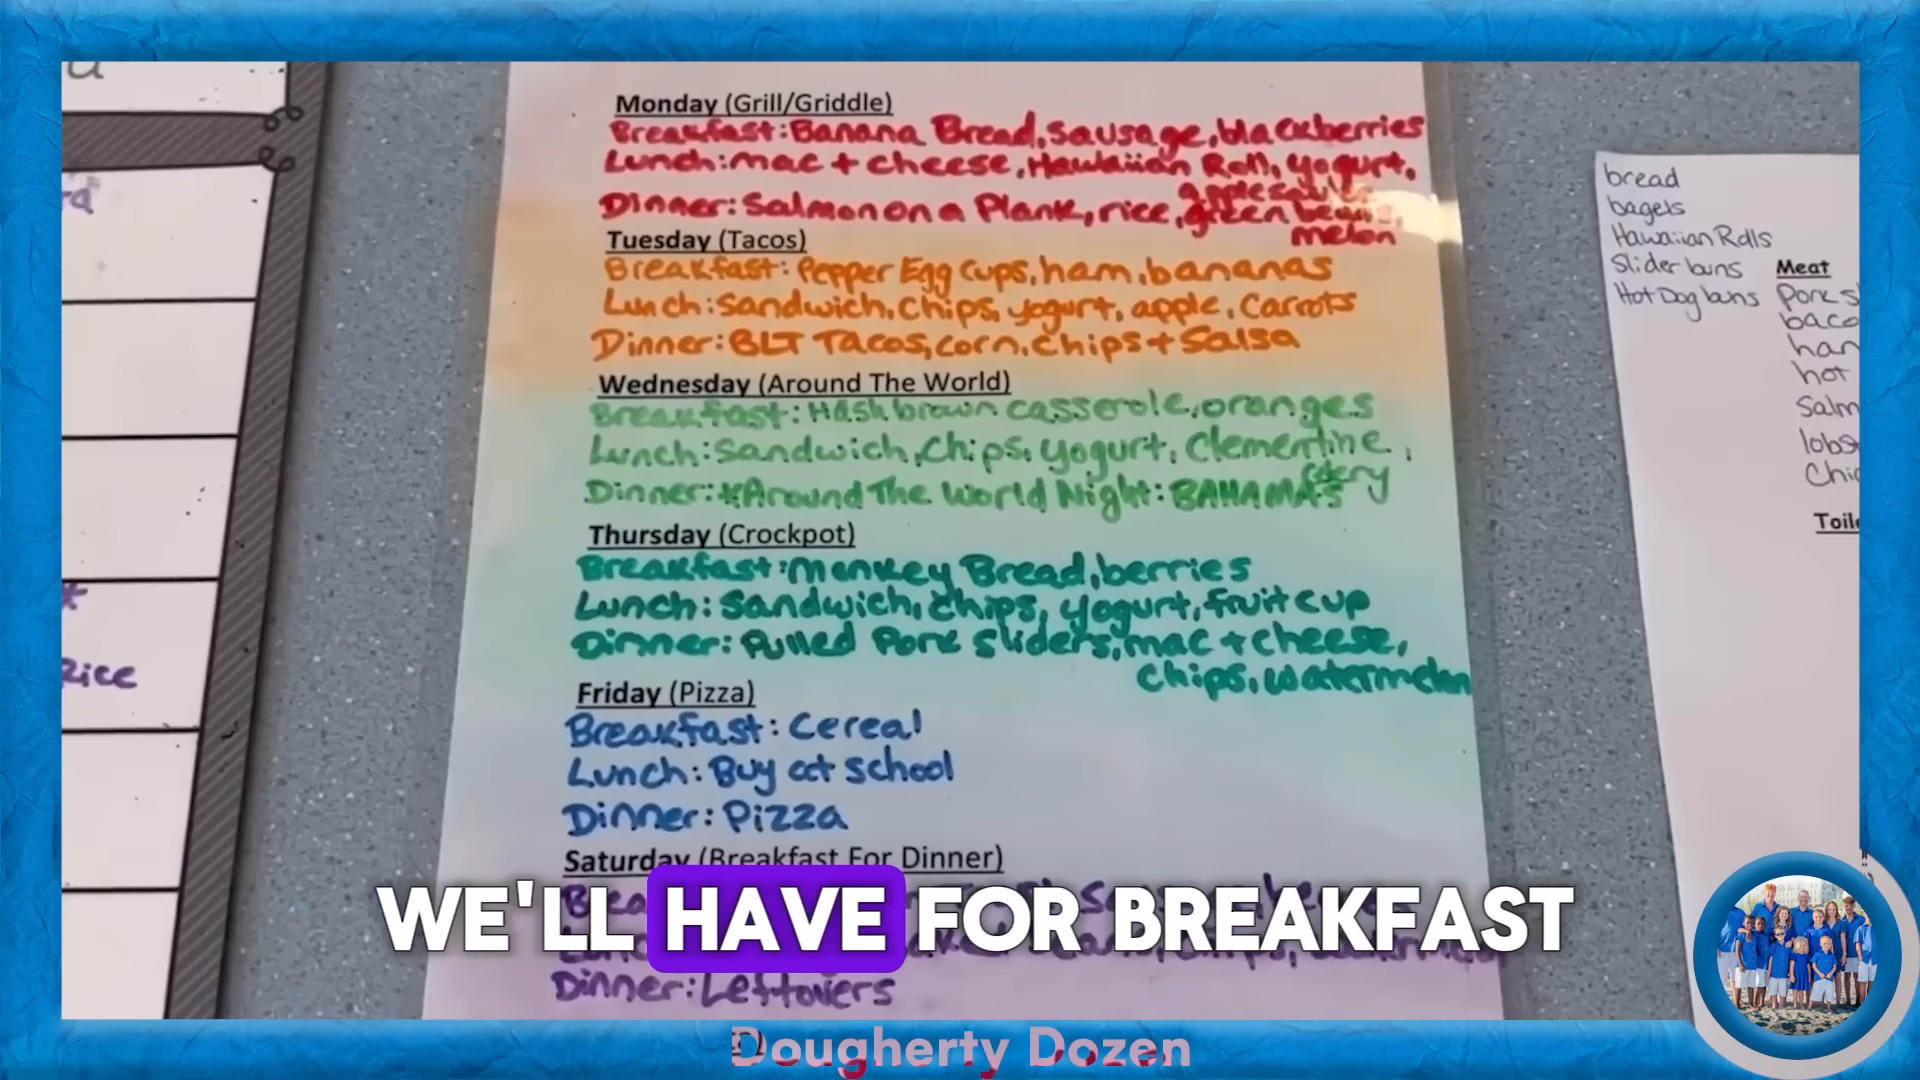 Monday (Grill/Griddle)
Breakfast: Banana Bread, sausage, blackberries
Lunch: mac + cheese, Hawaiian Roll, yogurt,
applesauce
Dinner: Salmon on a Plank, rice, green beans,
melon
Tuesday (Tacos)
Breakfast: Pepper Egg Cups, ham, bananas
Lunch: Sandwich, Chips, yogurt, apple, Carrots
Dinner: BLT Tacos, corn, Chips + Salsa
Wednesday (Around The World)
Breakfast: Hashbrown casserole, oranges
Lunch: Sandwich, Chips, Yogurt, Clementine,
celery
Dinner: *Around The World Night: BAHAMAS
Thursday (Crockpot)
Breakfast: Monkey Bread, berries
Lunch: Sandwich, Chips, yogurt, fruit cup
Dinner: Pulled Pork Sliders, mac + cheese,
Chips, watermelon
Friday (Pizza)
Breakfast: Cereal
Lunch: Buy at School
Dinner: Pizza
Saturday (Breakfast For Dinner)
Dinner: Leftovers
Rice
bread
bagels
Hawaiian Rolls
slider buns
Hot Dog buns
Meat
hot
WE'LL HAVE FOR BREAKFAST
Dougherty Dozen